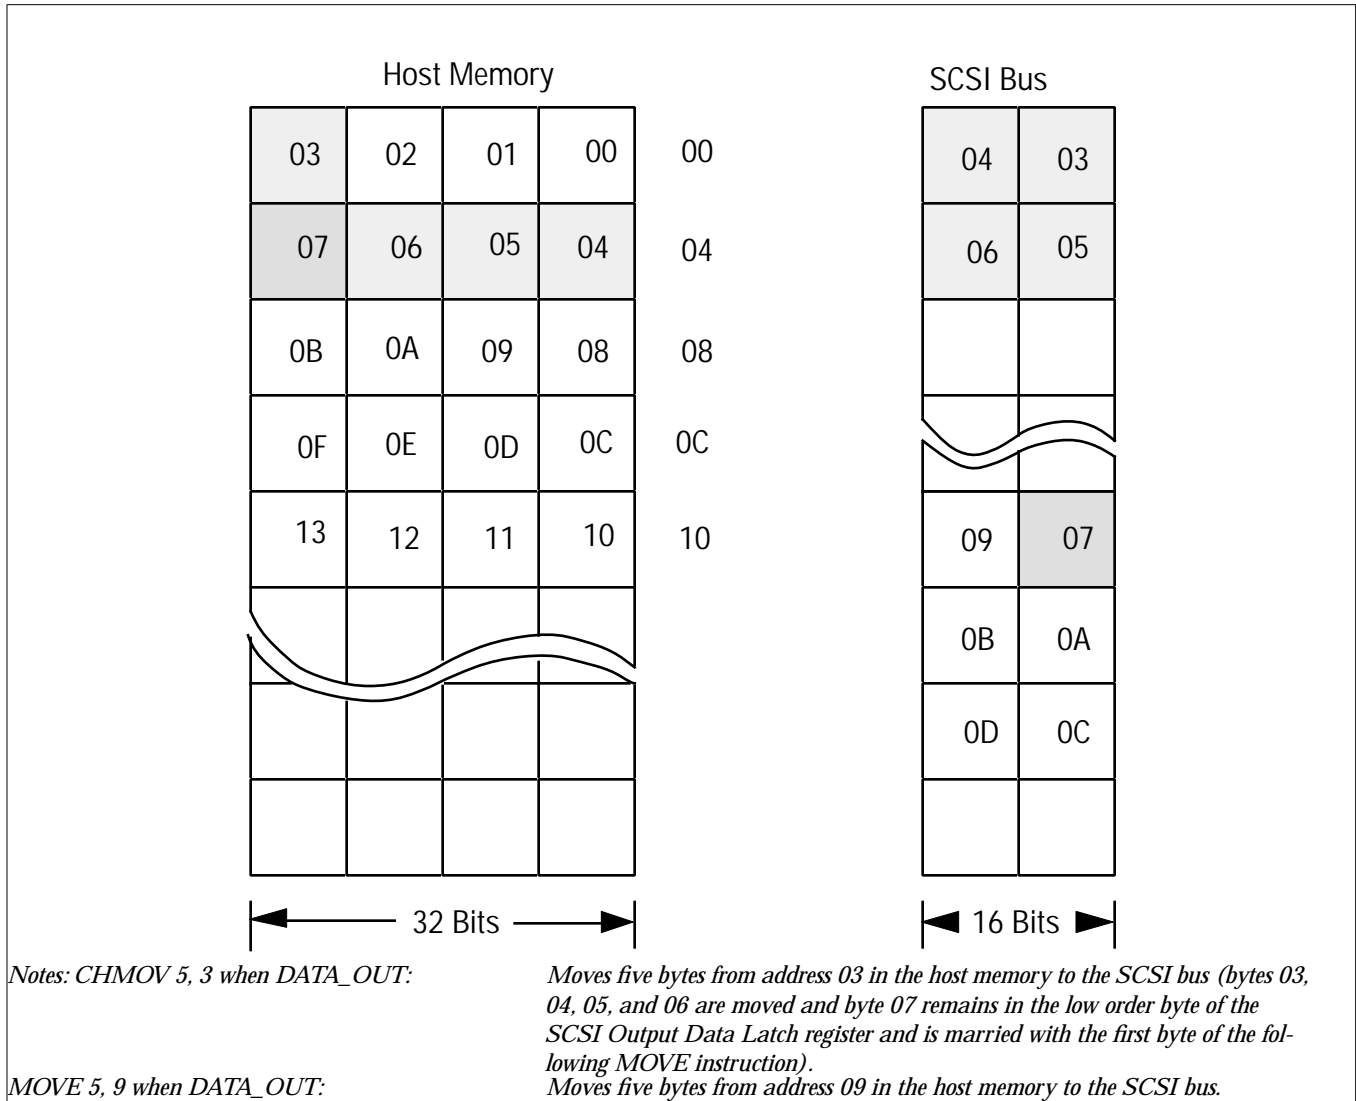 Host Memory
SCSI Bus
03 02 01 00 00
04 03
07 06 05 04 04
06 05
0B 0A 09 08 08
0F 0E 0D 0C 0C
13 12 11 10 10
09 07
0B 0A
0D 0C
32 Bits
16 Bits
Notes: CHMOV 5, 3 when DATA_OUT: Moves five bytes from address 03 in the host memory to the SCSI bus (bytes 03,
04, 05, and 06 are moved and byte 07 remains in the low order byte of the
SCSI Output Data Latch register and is married with the first byte of the fol-
lowing MOVE instruction).
MOVE 5, 9 when DATA_OUT: Moves five bytes from address 09 in the host memory to the SCSI bus.